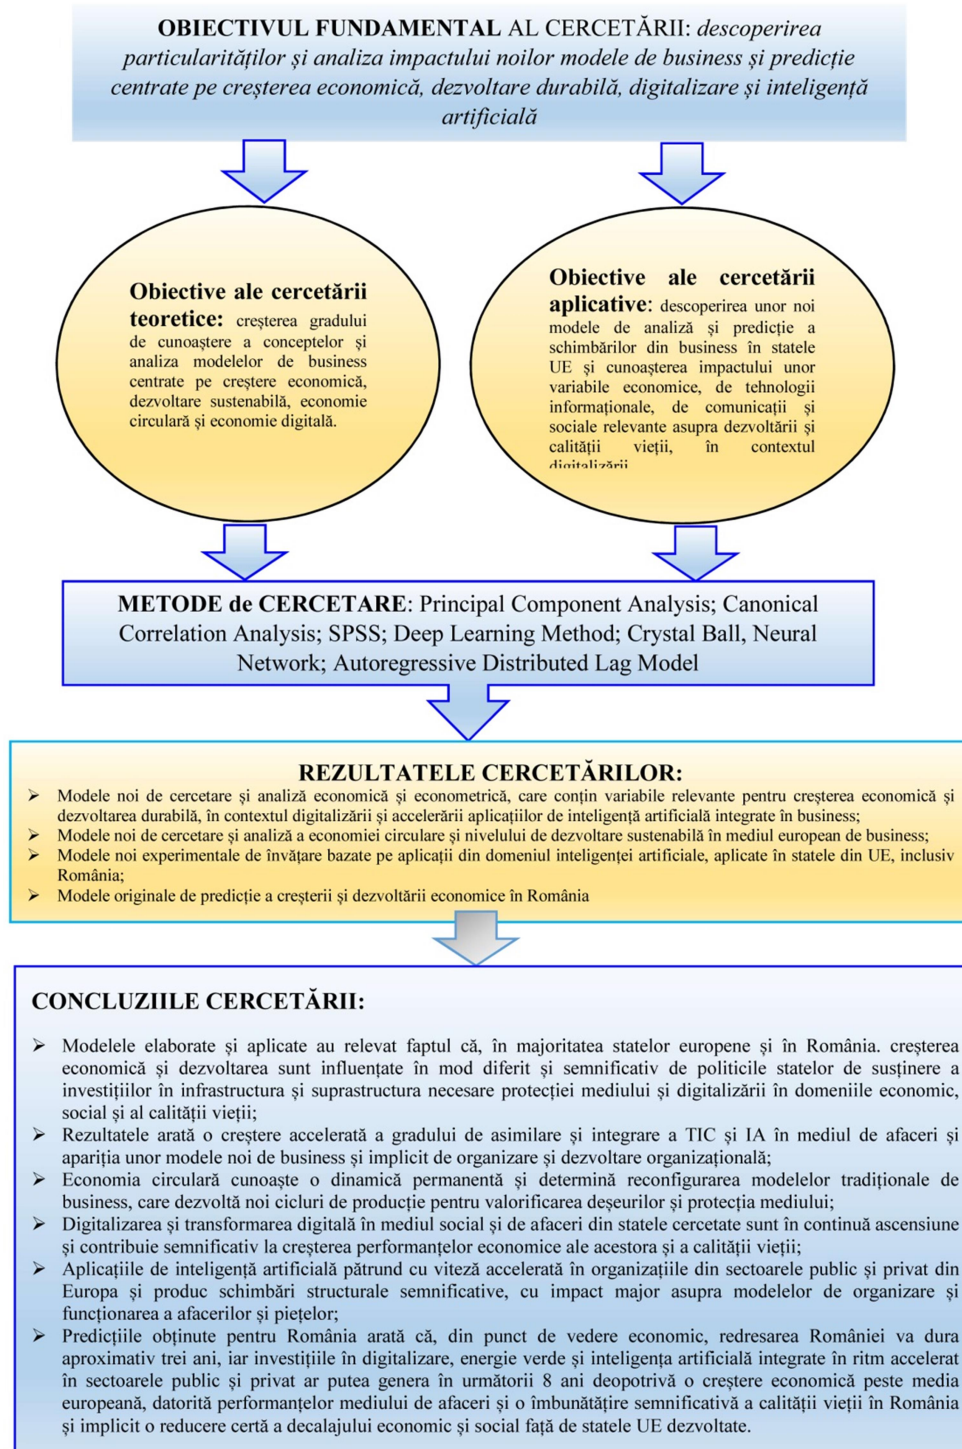 OBIECTIVUL FUNDAMENTAL AL CERCETĂRII: descoperirea
particularităților și analiza impactului noilor modele de business și predicție
centrate pe creșterea economică, dezvoltare durabilă, digitalizare și inteligență
artificială
Obiective ale cercetării
teoretice: creșterea gradului
de cunoaștere a conceptelor și
analiza modelelor de business
centrate pe creștere economică,
dezvoltare sustenabilă, economie
circulară și economie digitală.
Obiective ale cercetării
aplicative: descoperirea unor noi
modele de analiză și predicție a
schimbărilor din business în statele
UE și cunoașterea impactului unor
variabile economice, de tehnologii
informaționale, de comunicații și
sociale relevante asupra dezvoltării și
calității vieții, în contextul
digitalizării
METODE de CERCETARE: Principal Component Analysis; Canonical
Correlation Analysis; SPSS; Deep Learning Method; Crystal Ball, Neural
Network; Autoregressive Distributed Lag Model
REZULTATELE CERCETĂRILOR:
➢ Modele noi de cercetare și analiză economică și econometrică, care conțin variabile relevante pentru creșterea economică și
dezvoltarea durabilă, în contextul digitalizării și accelerării aplicațiilor de inteligență artificială integrate în business;
➢ Modele noi de cercetare și analiză a economiei circulare și nivelului de dezvoltare sustenabilă în mediul european de business;
➢ Modele noi experimentale de învățare bazate pe aplicații din domeniul inteligenței artificiale, aplicate în statele din UE, inclusiv
România;
➢ Modele originale de predicție a creșterii și dezvoltării economice în România
CONCLUZIILE CERCETĂRII:
➢ Modelele elaborate și aplicate au relevat faptul că, în majoritatea statelor europene și în România. creșterea
economică și dezvoltarea sunt influențate în mod diferit și semnificativ de politicile statelor de susținere a
investițiilor în infrastructura și suprastructura necesare protecției mediului și digitalizării în domeniile economic,
social și al calității vieții;
➢ Rezultatele arată o creștere accelerată a gradului de asimilare și integrare a TIC și IA în mediul de afaceri și
apariția unor modele noi de business și implicit de organizare și dezvoltare organizațională;
➢ Economia circulară cunoaște o dinamică permanentă și determină reconfigurarea modelelor tradiționale de
business, care dezvoltă noi cicluri de producție pentru valorificarea deșeurilor și protecția mediului;
➢ Digitalizarea și transformarea digitală în mediul social și de afaceri din statele cercetate sunt în continuă ascensiune
și contribuie semnificativ la creșterea performanțelor economice ale acestora și a calității vieții;
➢ Aplicațiile de inteligență artificială pătrund cu viteză accelerată în organizațiile din sectoarele public și privat din
Europa și produc schimbări structurale semnificative, cu impact major asupra modelelor de organizare și
funcționare a afacerilor și piețelor;
➢ Predicțiile obținute pentru România arată că, din punct de vedere economic, redresarea României va dura
aproximativ trei ani, iar investițiile în digitalizare, energie verde și inteligența artificială integrate în ritm accelerat
în sectoarele public și privat ar putea genera în următorii 8 ani deopotrivă o creștere economică peste media
europeană, datorită performanțelor mediului de afaceri și o îmbunătățire semnificativă a calității vieții în România
și implicit o reducere certă a decalajului economic și social față de statele UE dezvoltate.